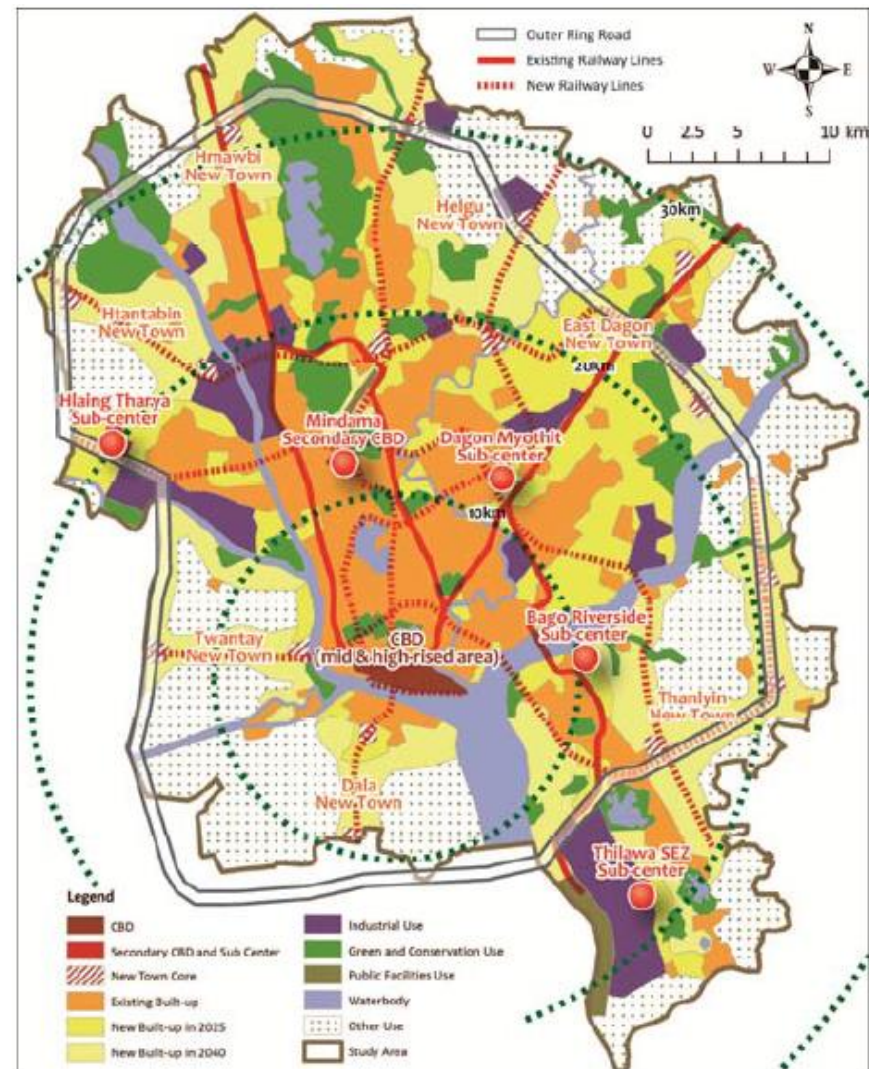 Outer Ring Road
Existing Railway Lines
New Railway Lines
N
W
E
S
0 2.5 5 10 km
Hmawbi
New Town
Helgu
New Town
30km
Htantabin
New Town
East Dagon
New Town
20km
Hlaing Tharya
Sub-center
Mindama
Secondary CBD
Dagon Myothit
Sub-center
10km
Bago Riverside
Sub-center
CBD
(mid & high-rised area)
Twantay
New Town
Thanlyin
New Town
Dala
New Town
Thilawa SEZ
Sub-center
Legend
CBD
Secondary CBD and Sub Center
New Town Core
Existing Built-up
New Built-up in 2025
New Built-up in 2040
Industrial Use
Green and Conservation Use
Public Facilities Use
Waterbody
Other Use
Study Area